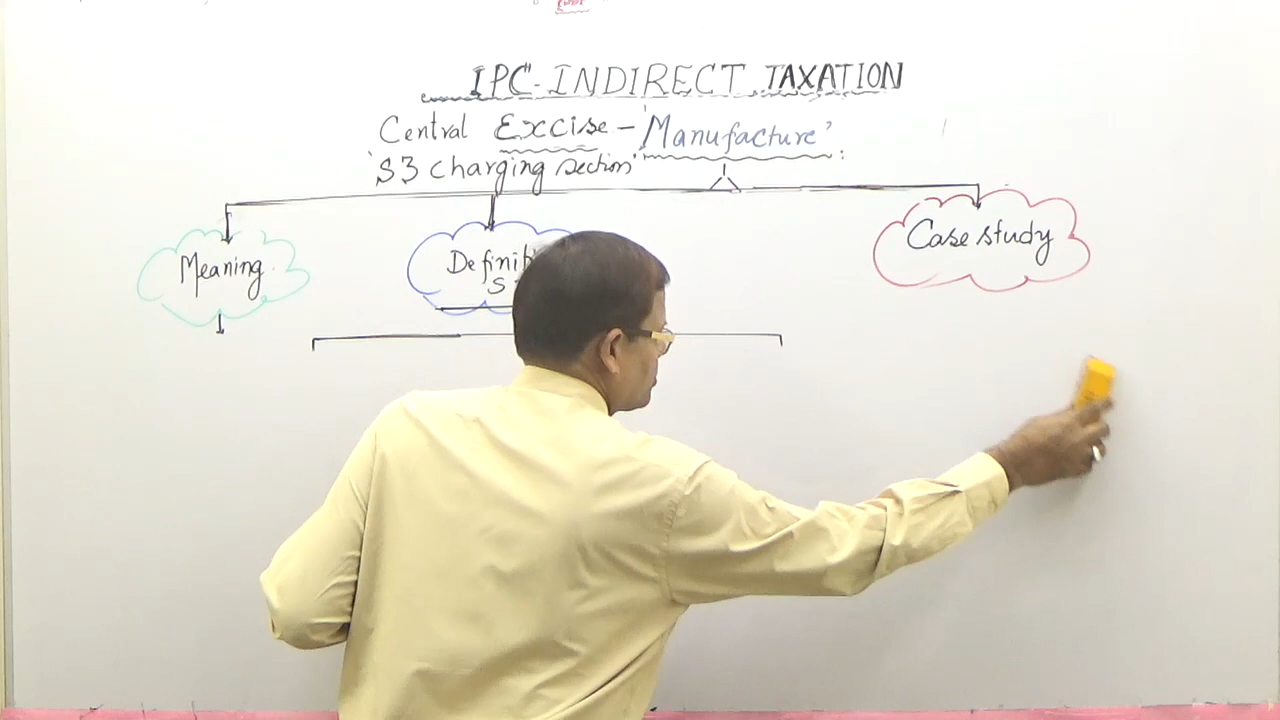 IPC-INDIRECT TAXATION
Central Excise - 'Manufacture'
'S3 charging section'
Meaning
Case study